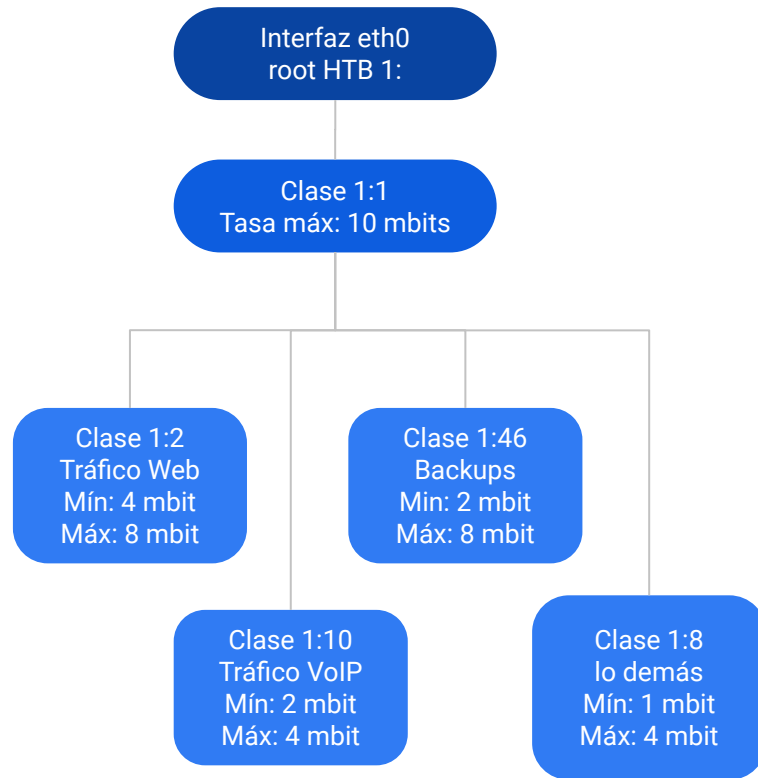 Interfaz eth0
root HTB 1:
Clase 1:1
Tasa máx: 10 mbits
Clase 1:2
Tráfico Web
Mín: 4 mbit
Máx: 8 mbit
Clase 1:46
Backups
Min: 2 mbit
Máx: 8 mbit
Clase 1:10
Tráfico VoIP
Mín: 2 mbit
Máx: 4 mbit
Clase 1:8
lo demás
Mín: 1 mbit
Máx: 4 mbit